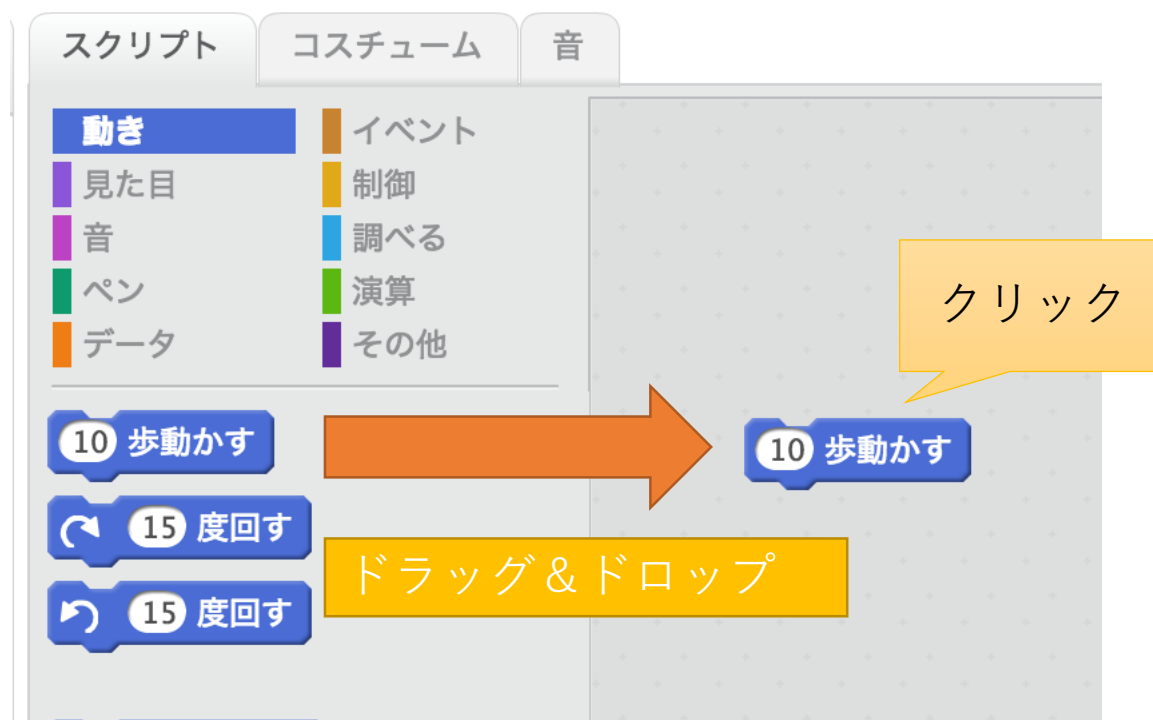 スクリプト
コスチューム
音
動き
イベント
見た目
制御
音
調べる
ペン
演算
データ
その他
クリック
10 歩動かす
10 歩動かす
15 度回す
ドラッグ&ドロップ
15 度回す